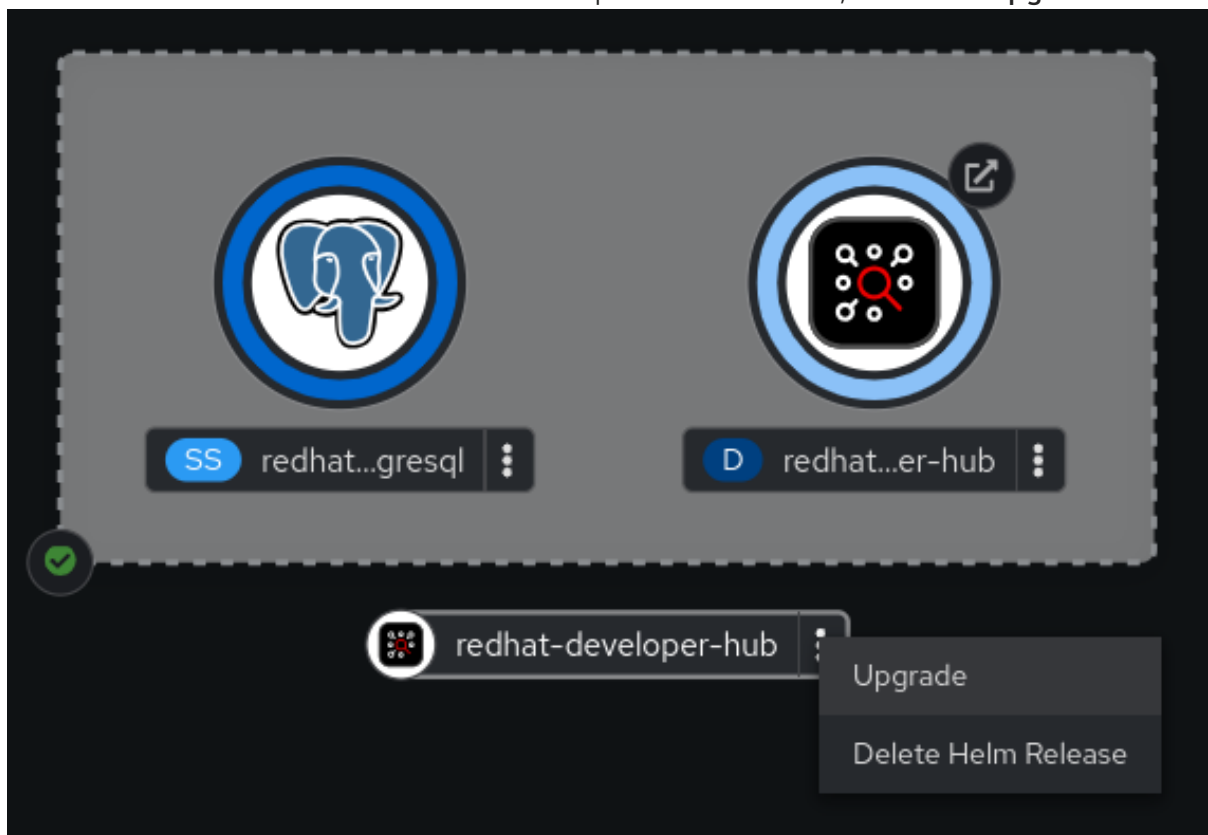 SS redhat...gresql
D redhat...er-hub
redhat-developer-hub
Upgrade
Delete Helm Release